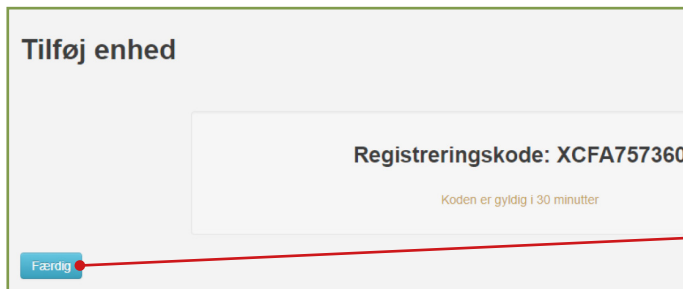 Tilføj enhed
Registreringskode: XCFA757360
Koden er gyldig i 30 minutter
Færdig